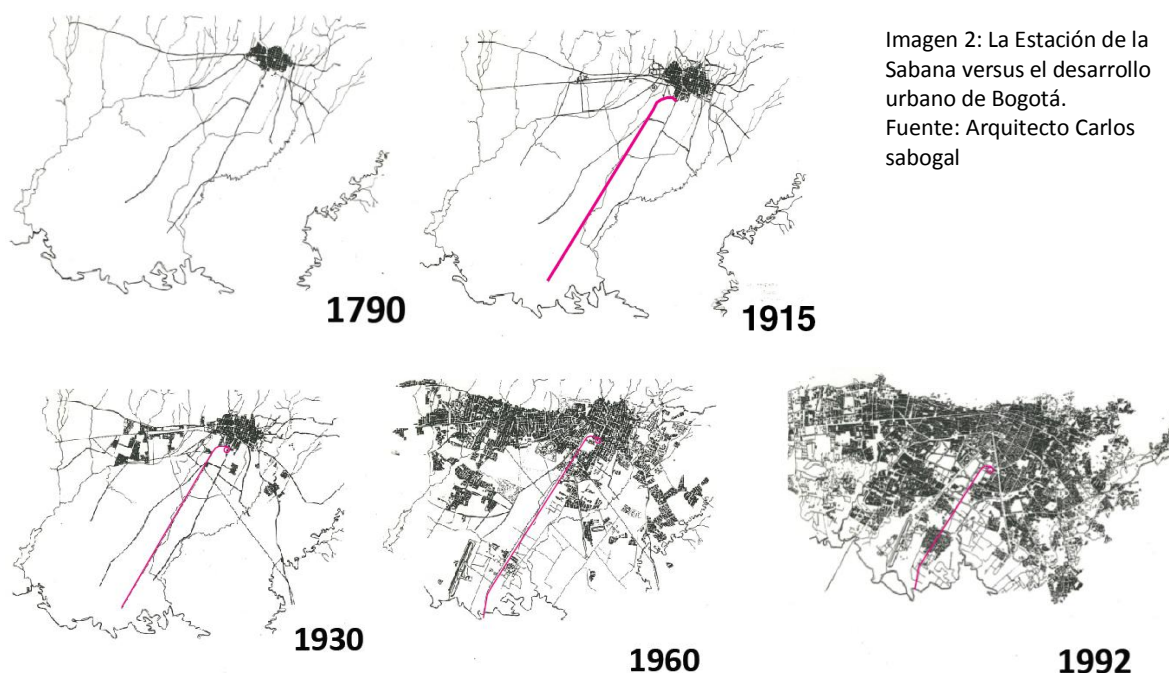 Imagen 2: La Estación de la
Sabana versus el desarrollo
urbano de Bogotá.
Fuente: Arquitecto Carlos
sabogal
1790
1915
1930
1960
1992